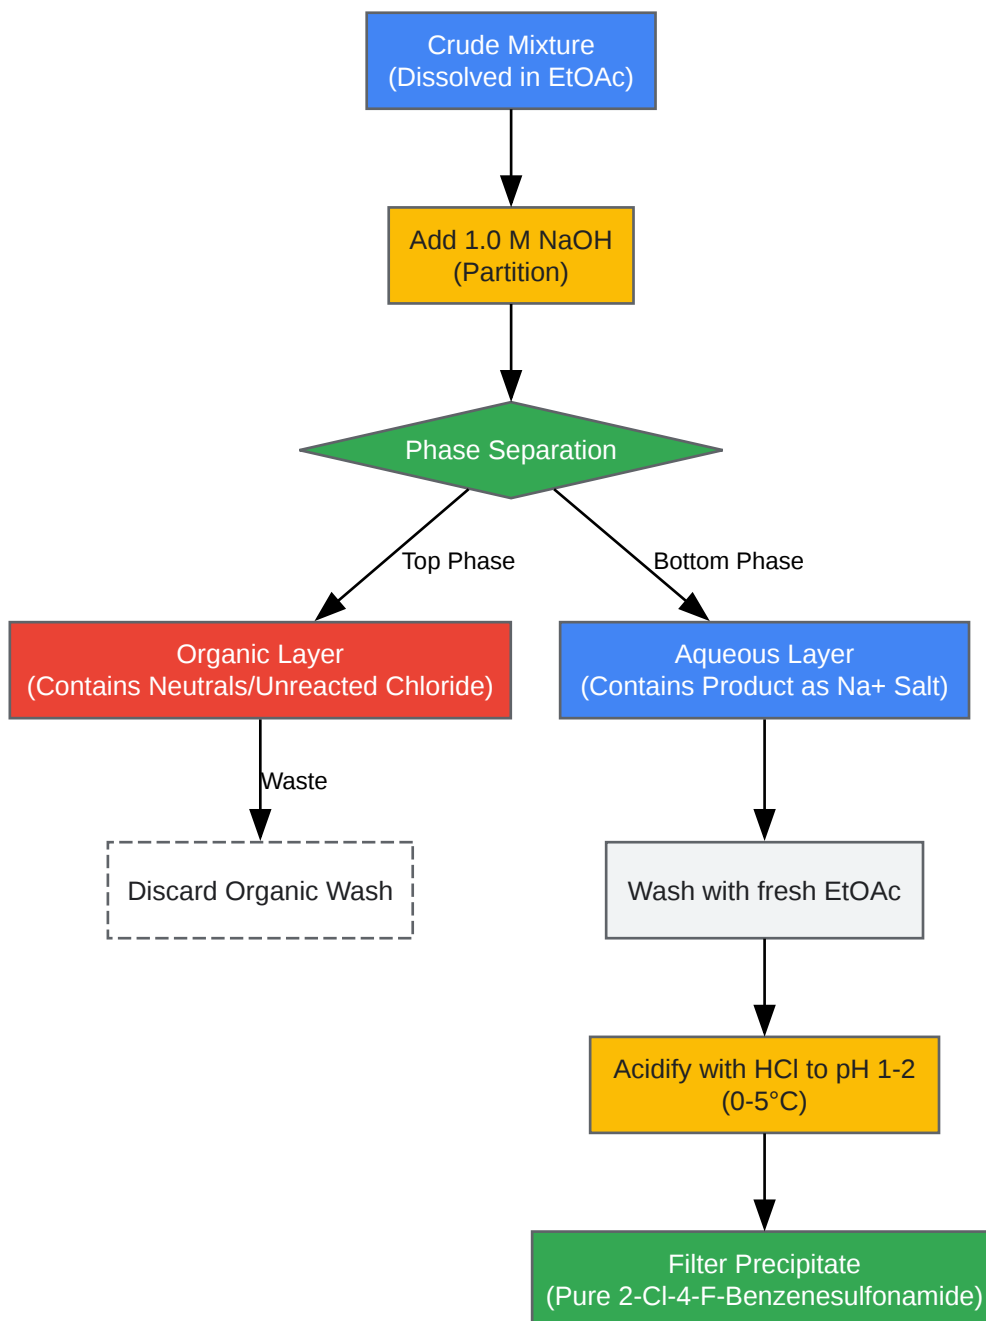 Crude Mixture
(Dissolved in EtOAc)
Add 1.0 M NaOH
(Partition)
Phase Separation
Top Phase
Bottom Phase
Organic Layer
(Contains Neutrals/Unreacted Chloride)
Aqueous Layer
(Contains Product as Na+ Salt)
Waste
Discard Organic Wash
Wash with fresh EtOAc
Acidify with HCl to pH 1-2
(0-5°C)
Filter Precipitate
(Pure 2-Cl-4-F-Benzenesulfonamide)